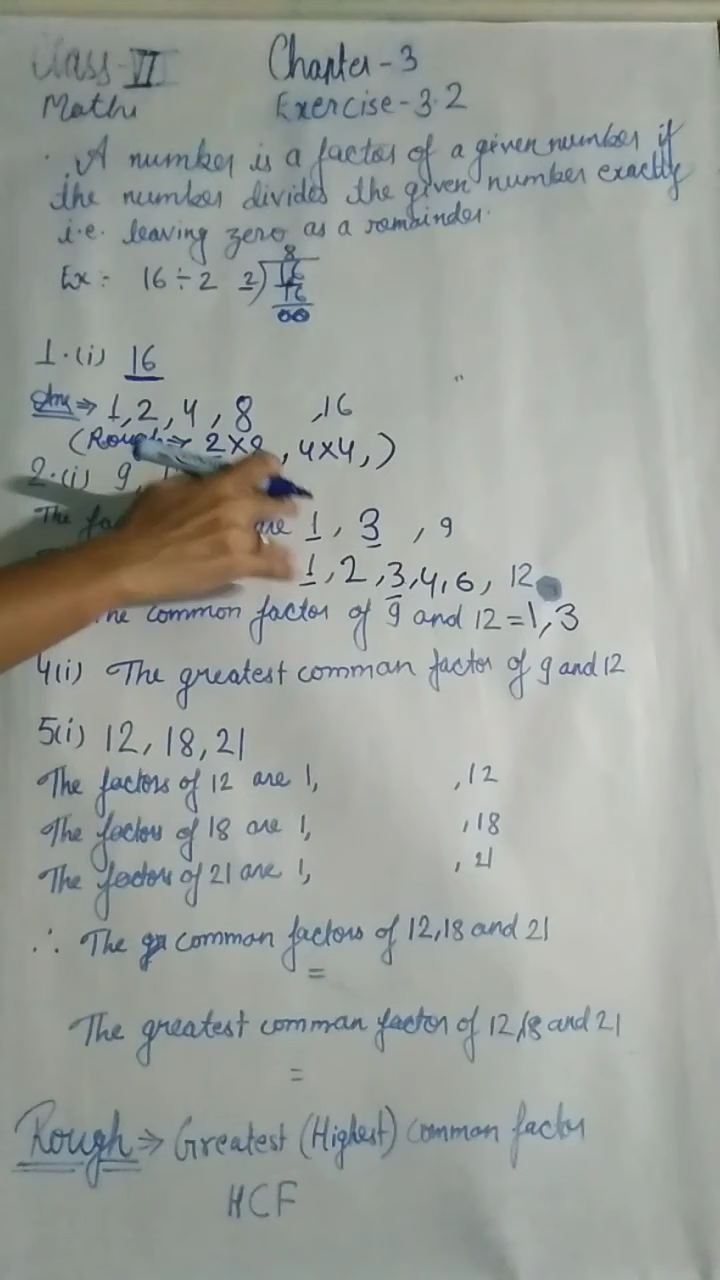 Class-VI Chapter-3
Maths Exercise-3.2
. A number is a factor of a given number if
the number divides the given number exactly
i.e. leaving zero as a remainder.
Ex:- 16÷2 2)16
8
16
00
1.(i) 16
Ans⇒ 1,2,4,8 ,16
(Rough⇒ 2×8, 4×4,)
2.(i) 9,
The are 1, 3 , 9
1,2,3,4,6, 12
The common factor of 9 and 12=1,3
4(i) The greatest comman factor of 9 and 12
5(i) 12, 18, 21
The factors of 12 are 1, ,12
The factors of 18 are 1, ,18
The factors of 21 are 1, , 21
∴ The common factors of 12,18 and 21
=
The greatest comman factor of 12,18 and 21
=
Rough⇒ Greatest (Highest) common factor
HCF